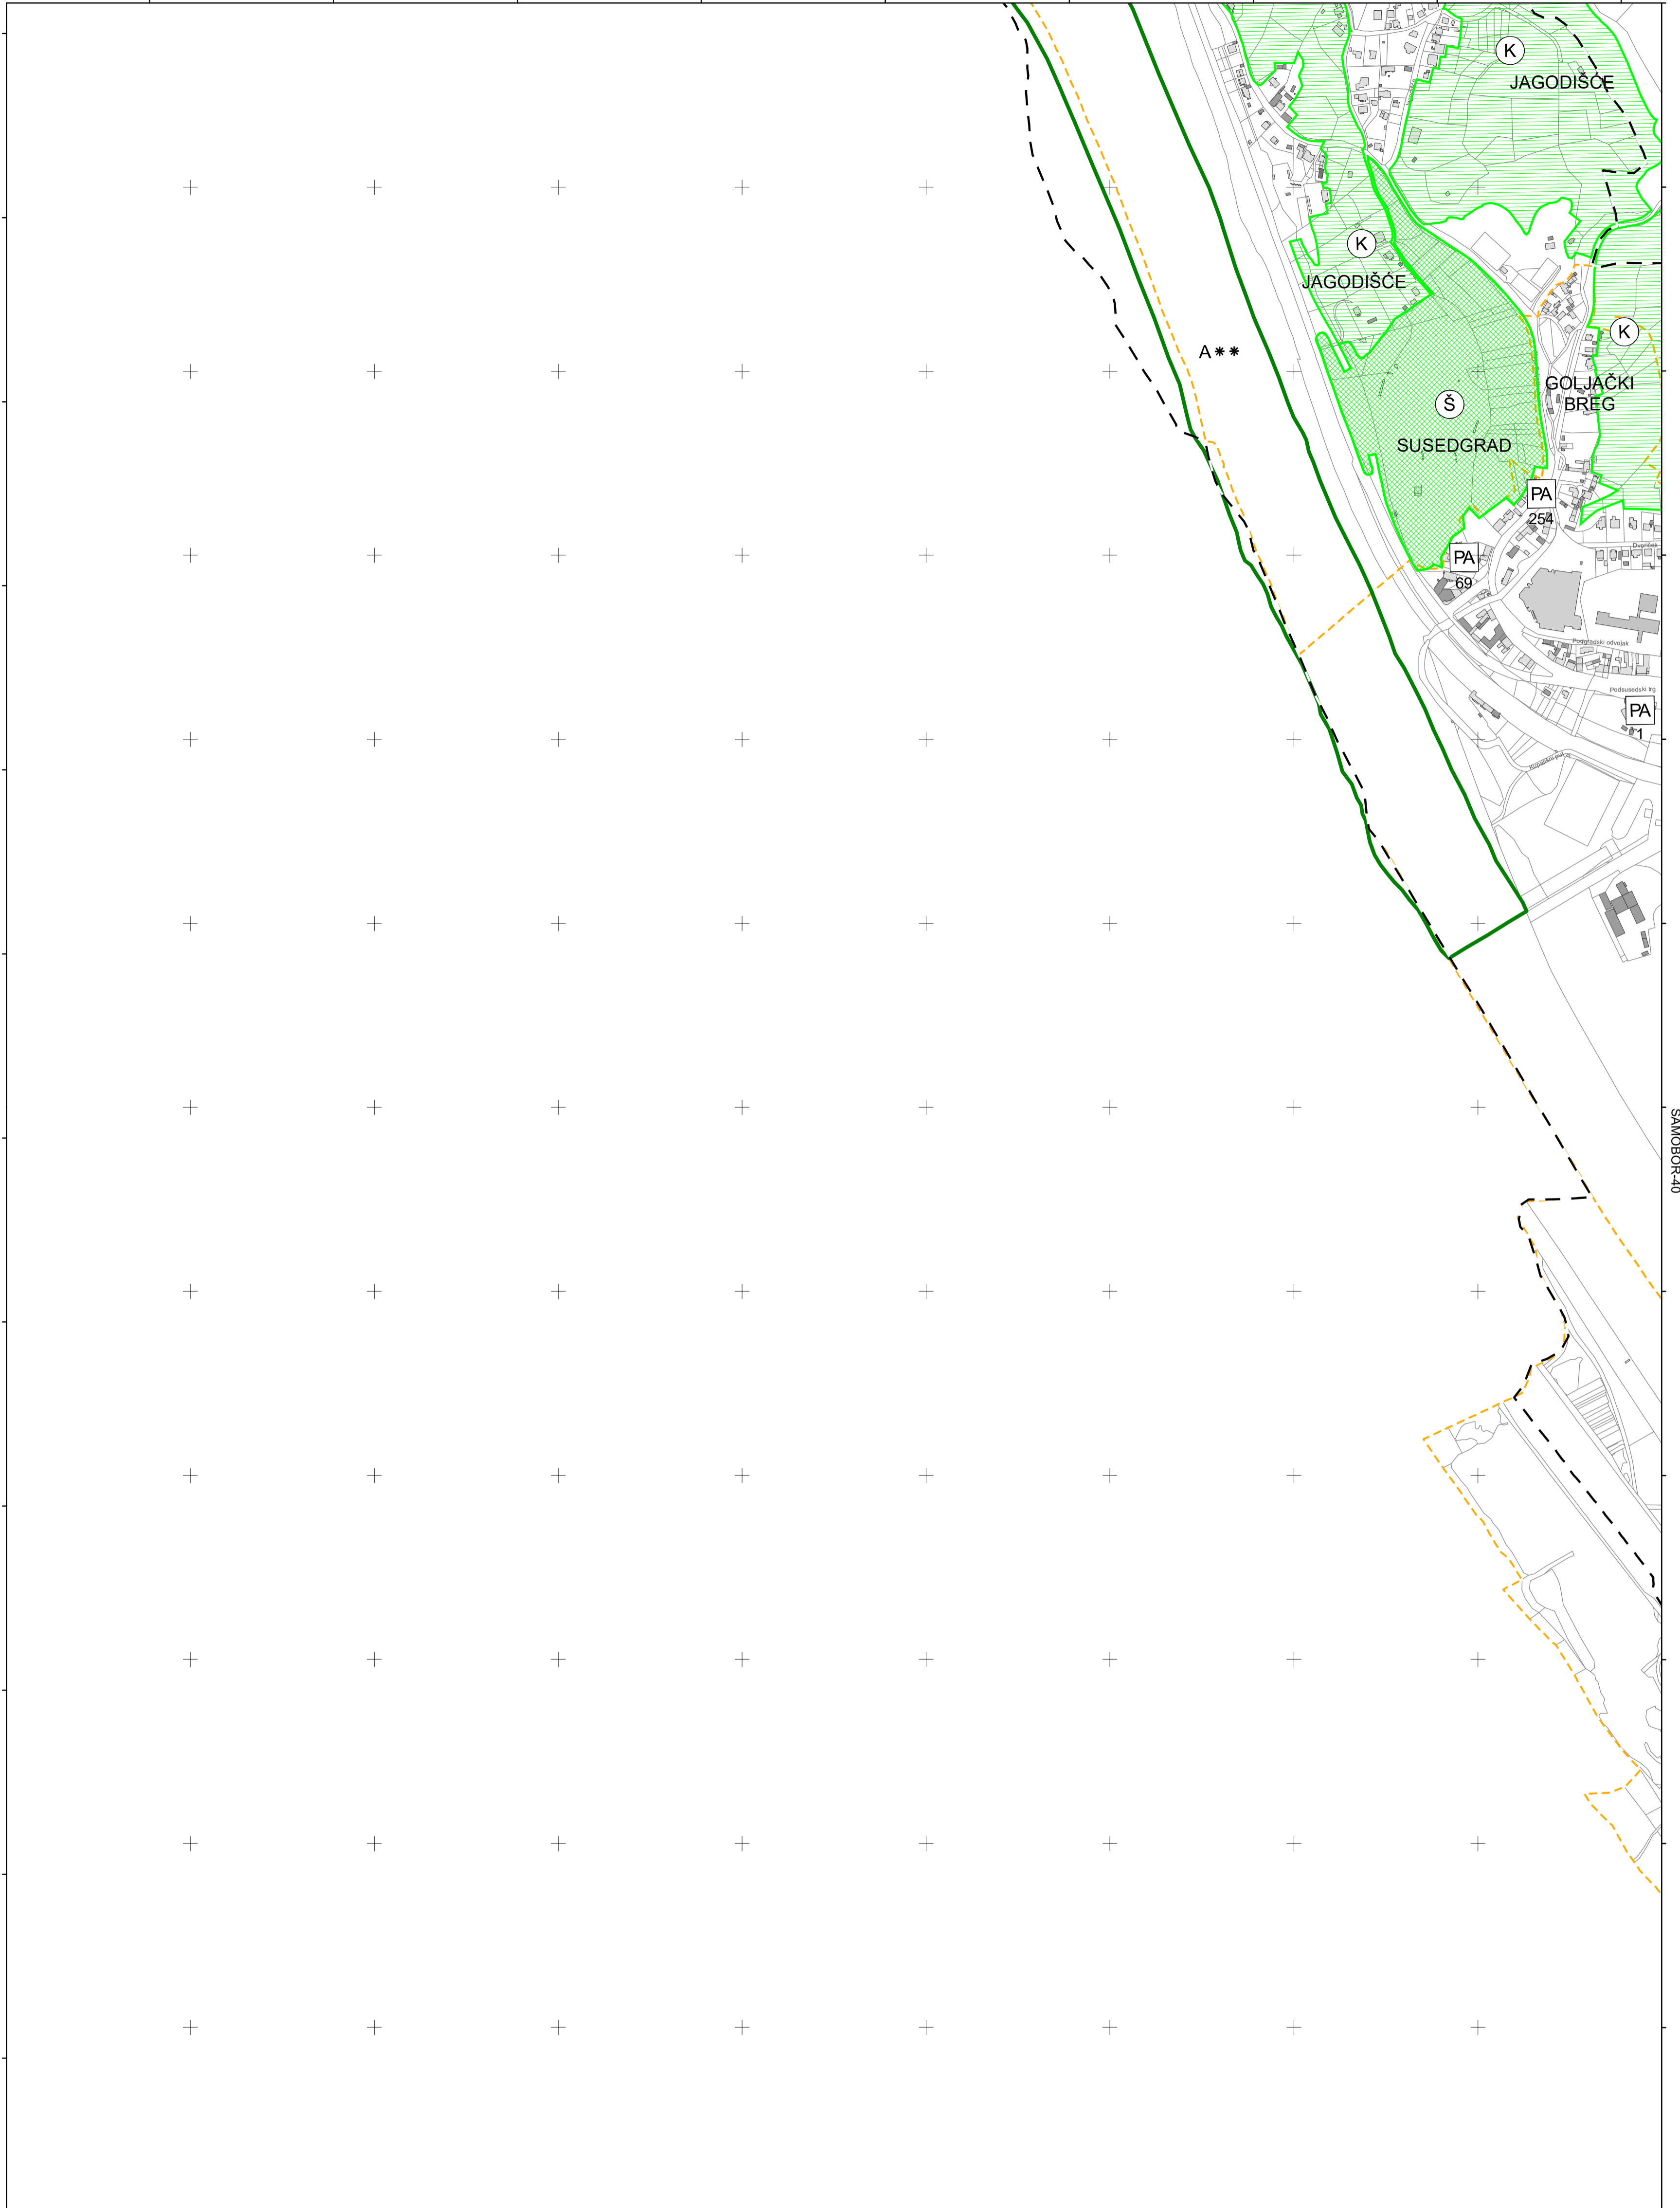 K
JAGODIŠĆE
K
JAGODIŠĆE
K
A**
GOLJAČKI
BREG
Š
SUSEDGRAD
PA
254
PA
69
Podgradski odvojak
Podsusedski trg
PA
1
SAMOBOR-40